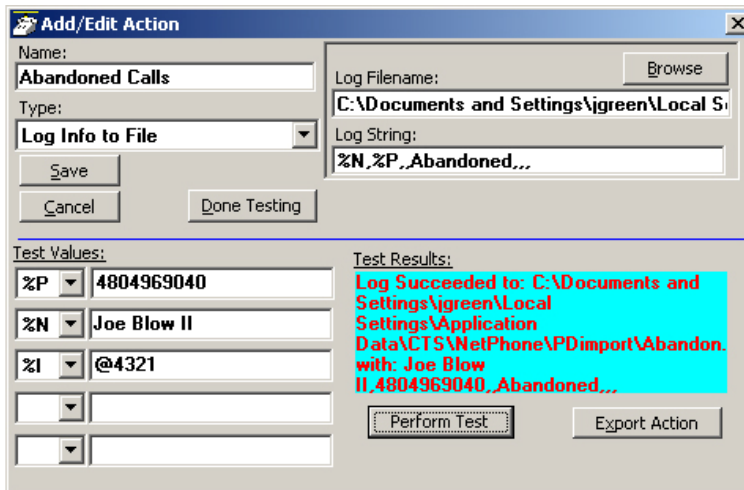 Add/Edit Action
Name:
Abandoned Calls
Type:
Log Info to File
Save
Cancel
Done Testing
Browse
Log Filename:
C:\Documents and Settings\jgreen\Local S
Log String:
%N,%P,,Abandoned,,,
Test Values:
%P 4804969040
%N Joe Blow II
%I @4321
Test Results:
Log Succeeded to: C:\Documents and
Settings\jgreen\Local
Settings\Application
Data\CTS\NetPhone\PDimport\Abandon.
with: Joe Blow
II,4804969040,,Abandoned,,,
Perform Test
Export Action